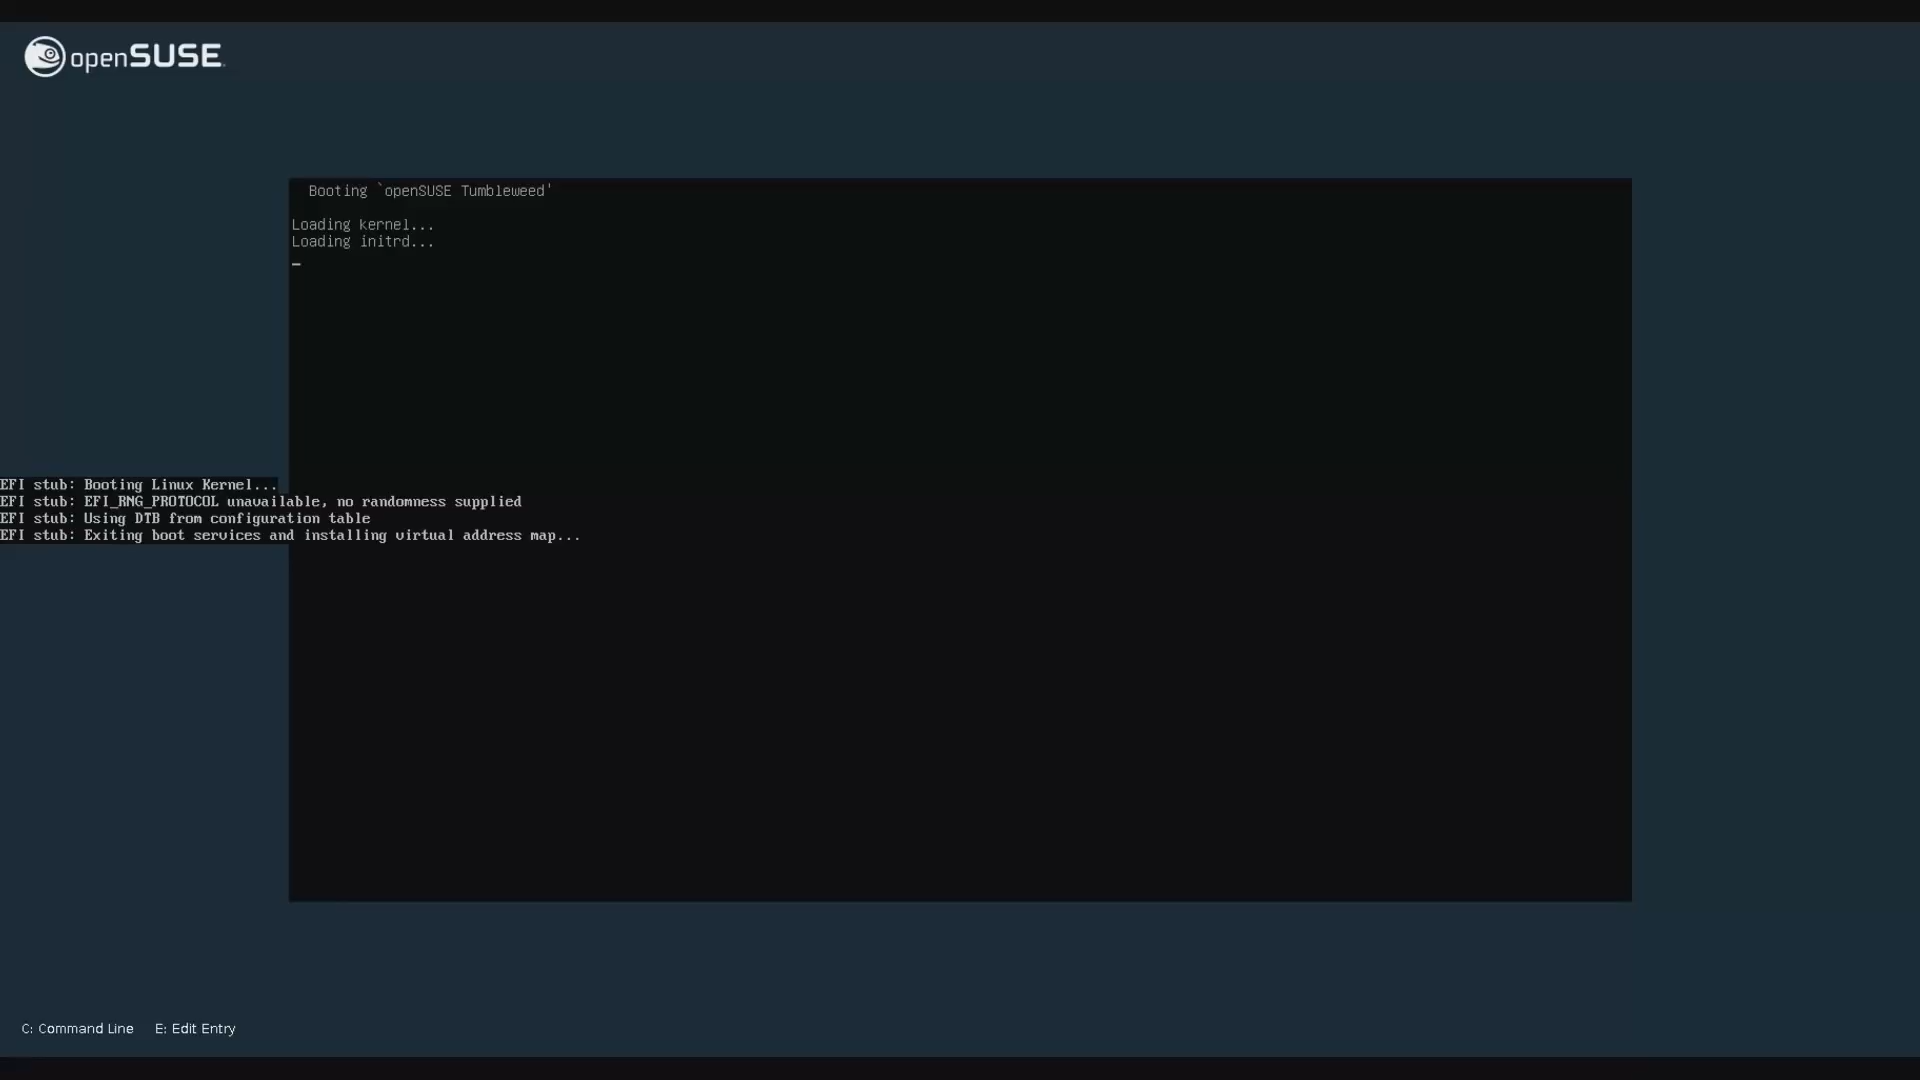 openSUSE.
Booting `openSUSE Tumbleweed'
Loading kernel...
Loading initrd...
EFI stub: Booting Linux Kernel...
EFI stub: EFI_RNG_PROTOCOL unavailable, no randomness supplied
EFI stub: Using DTB from configuration table
EFI stub: Exiting boot services and installing virtual address map...
C: Command Line E: Edit Entry